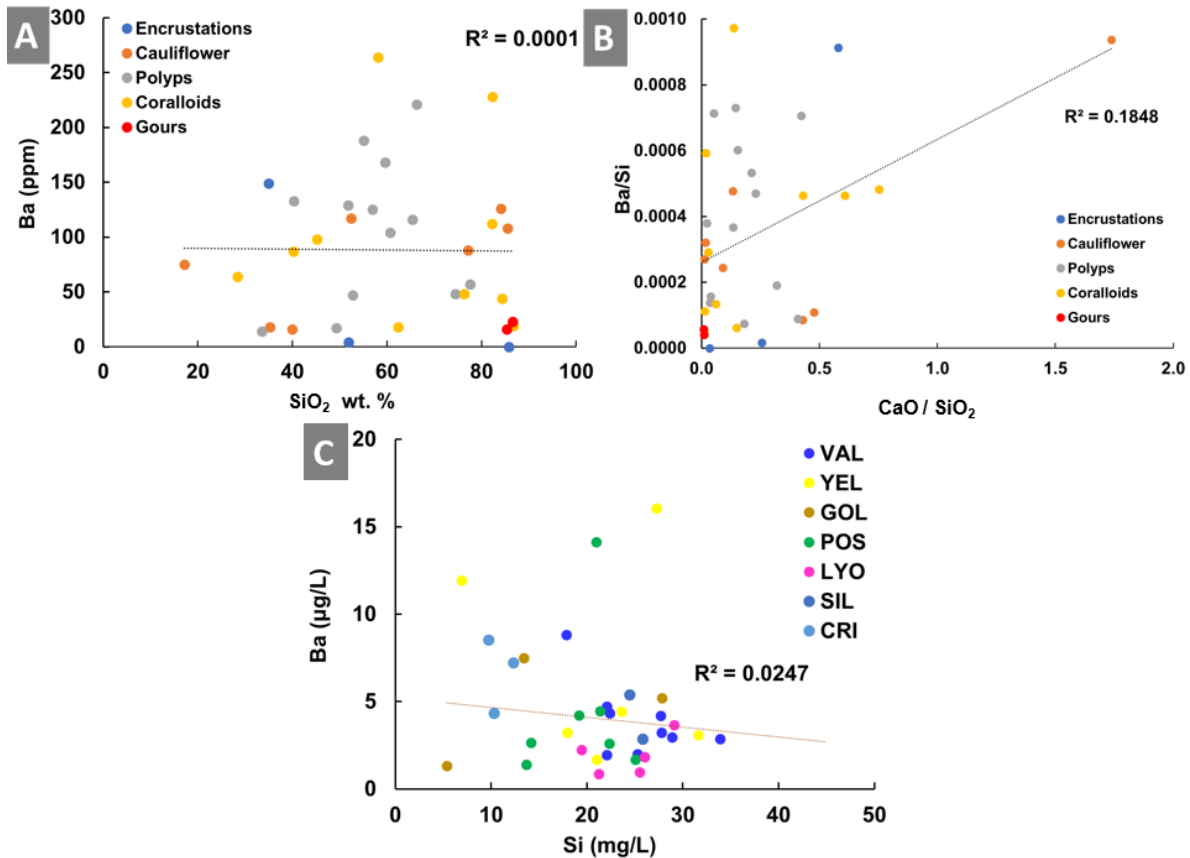 A
Ba (ppm)
300
250
200
150
100
50
0
0 20 40 60 80 100
SiO₂ wt. %
Encrustations
Cauliflower
Polyps
Coralloids
Gours
R² = 0.0001
B
Ba/Si
0.0010
0.0008
0.0006
0.0004
0.0002
0.0000
0.0 0.5 1.0 1.5 2.0
CaO / SiO₂
R² = 0.1848
Encrustations
Cauliflower
Polyps
Coralloids
Gours
C
Ba (µg/L)
20
15
10
5
0
0 10 20 30 40 50
Si (mg/L)
VAL
YEL
GOL
POS
LYO
SIL
CRI
R² = 0.0247